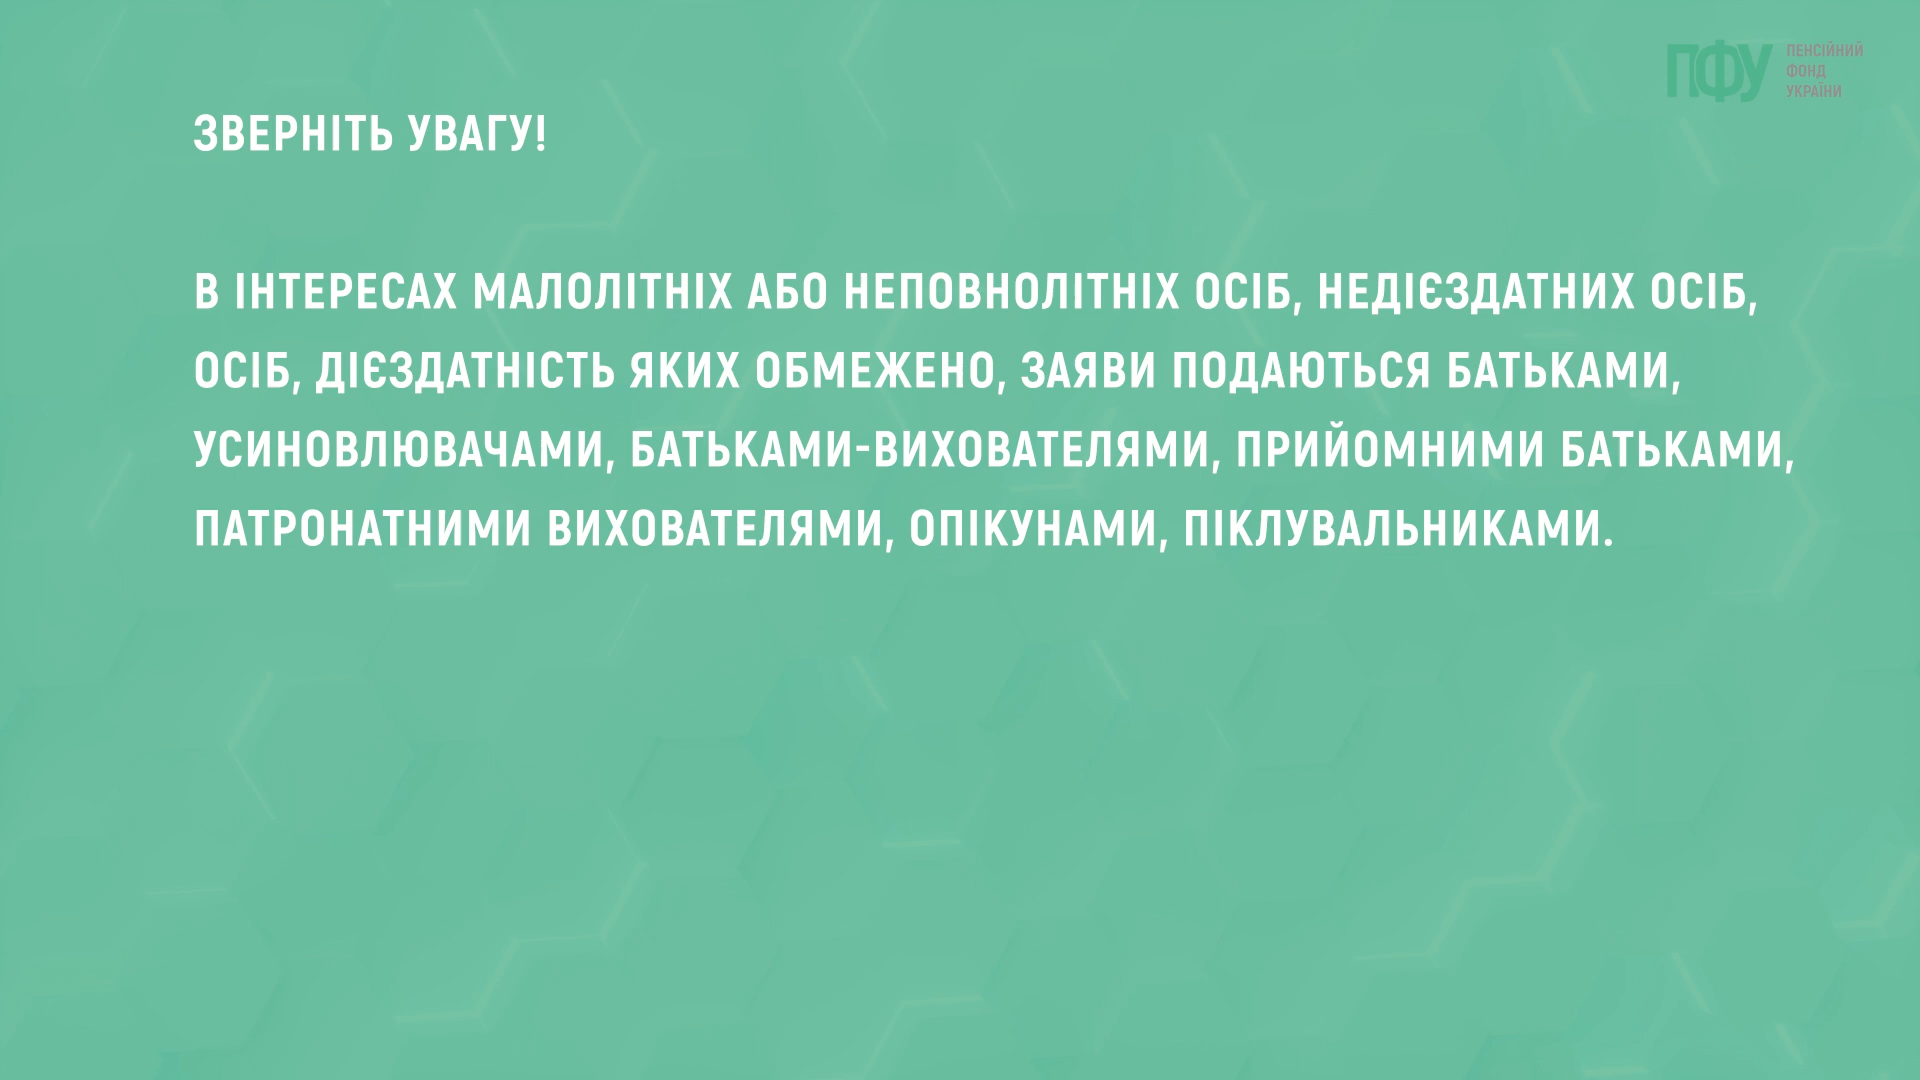 ПФУ ПЕНСІЙНИЙ
ФОНД
УКРАЇНИ
ЗВЕРНІТЬ УВАГУ!
В ІНТЕРЕСАХ МАЛОЛІТНІХ АБО НЕПОВНОЛІТНІХ ОСІБ, НЕДІЄЗДАТНИХ ОСІБ,
ОСІБ, ДІЄЗДАТНІСТЬ ЯКИХ ОБМЕЖЕНО, ЗАЯВИ ПОДАЮТЬСЯ БАТЬКАМИ,
УСИНОВЛЮВАЧАМИ, БАТЬКАМИ-ВИХОВАТЕЛЯМИ, ПРИЙОМНИМИ БАТЬКАМИ,
ПАТРОНАТНИМИ ВИХОВАТЕЛЯМИ, ОПІКУНАМИ, ПІКЛУВАЛЬНИКАМИ.